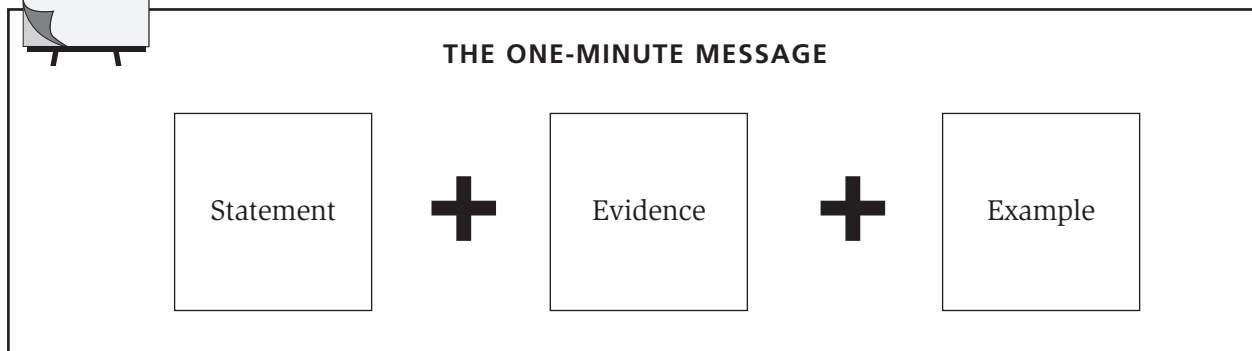 THE ONE-MINUTE MESSAGE
Statement + Evidence + Example